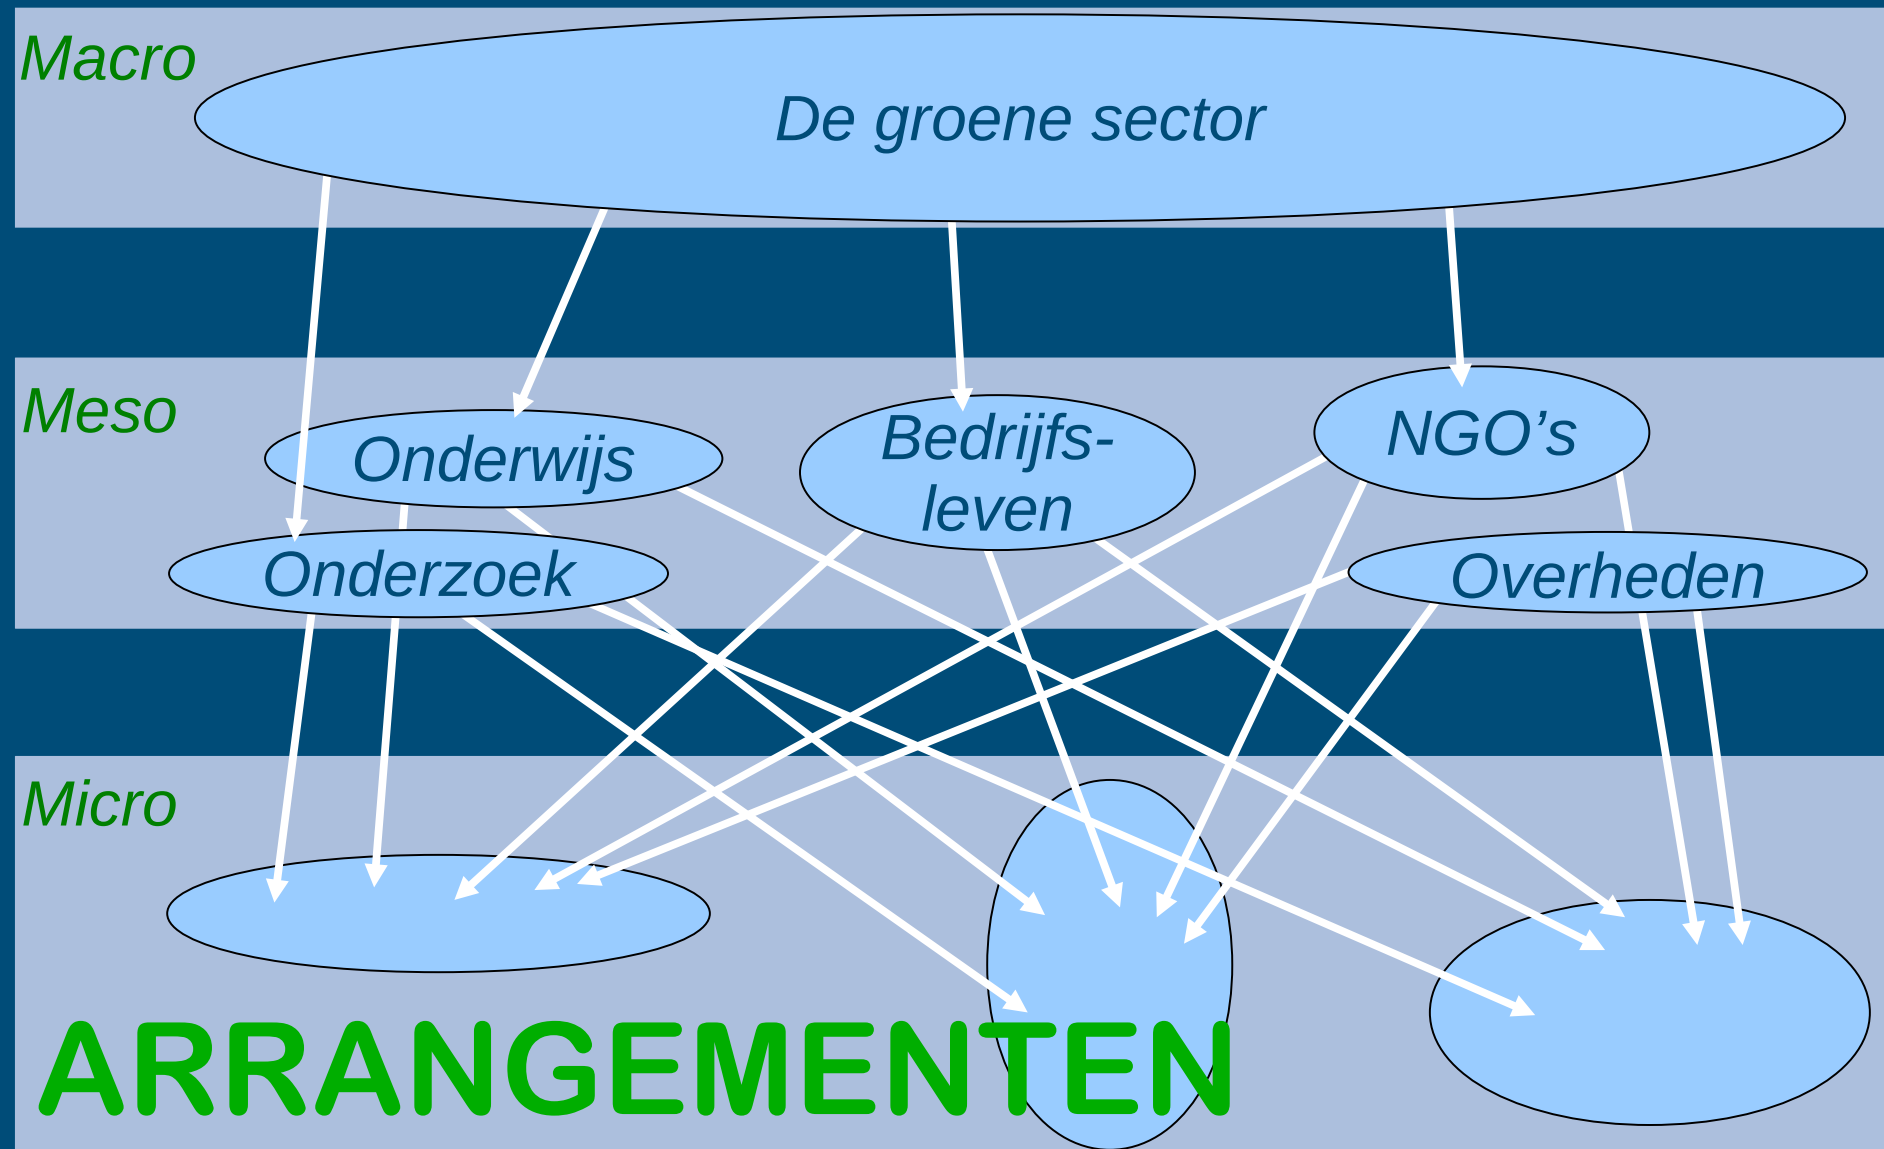 Macro
De groene sector
Meso
Onderwijs
Bedrijfs-
leven
NGO’s
Onderzoek
Overheden
Micro
ARRANGEMENTEN